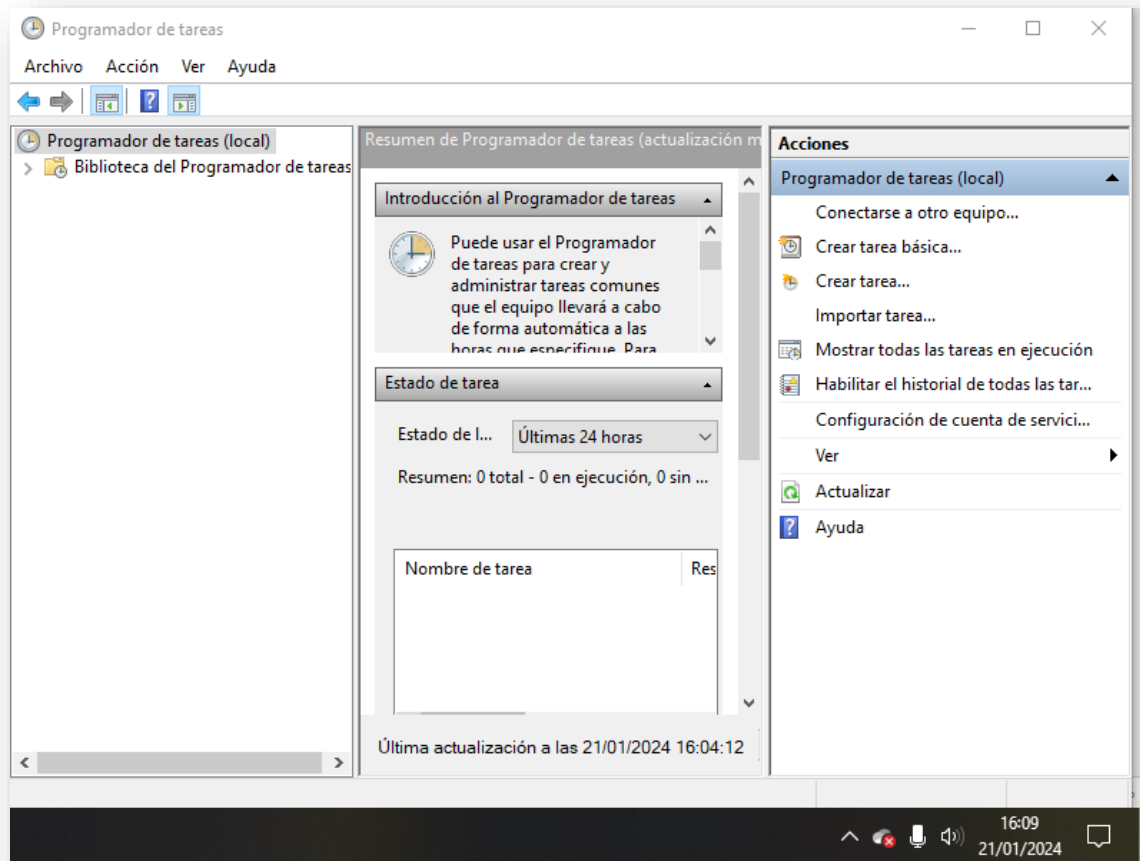 Programador de tareas
Archivo Acción Ver Ayuda
Programador de tareas (local)
Biblioteca del Programador de tareas
Resumen de Programador de tareas (actualización m
Introducción al Programador de tareas
Puede usar el Programador
de tareas para crear y
administrar tareas comunes
que el equipo llevará a cabo
de forma automática a las
horas que especifique. Para
Estado de tarea
Estado de l... Últimas 24 horas
Resumen: 0 total - 0 en ejecución, 0 sin ...
Nombre de tarea Res
Última actualización a las 21/01/2024 16:04:12
Acciones
Programador de tareas (local)
Conectarse a otro equipo...
Crear tarea básica...
Crear tarea...
Importar tarea...
Mostrar todas las tareas en ejecución
Habilitar el historial de todas las tar...
Configuración de cuenta de servici...
Ver
Actualizar
Ayuda
16:09
21/01/2024